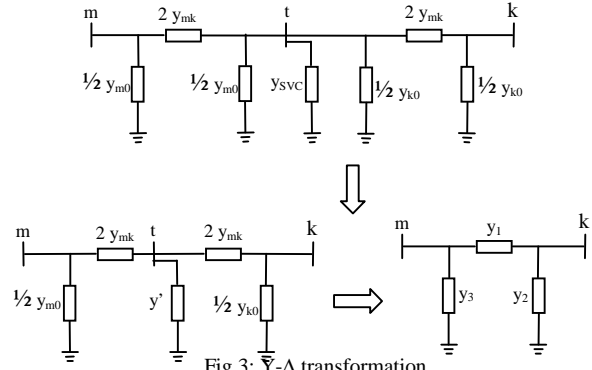 m 2 y_mk t 2 y_mk k
½ y_m0 ½ y_m0 y_SVC ½ y_k0 ½ y_k0
m 2 y_mk t 2 y_mk k
½ y_m0 y' ½ y_k0
m y_1 k
y_3 y_2
Fig 3: Y-Δ transformation